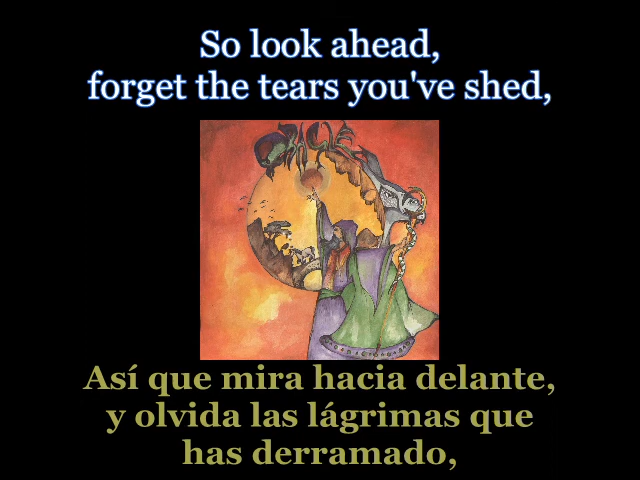 So look ahead,
forget the tears you've shed,
Así que mira hacia delante,
y olvida las lágrimas que
has derramado,